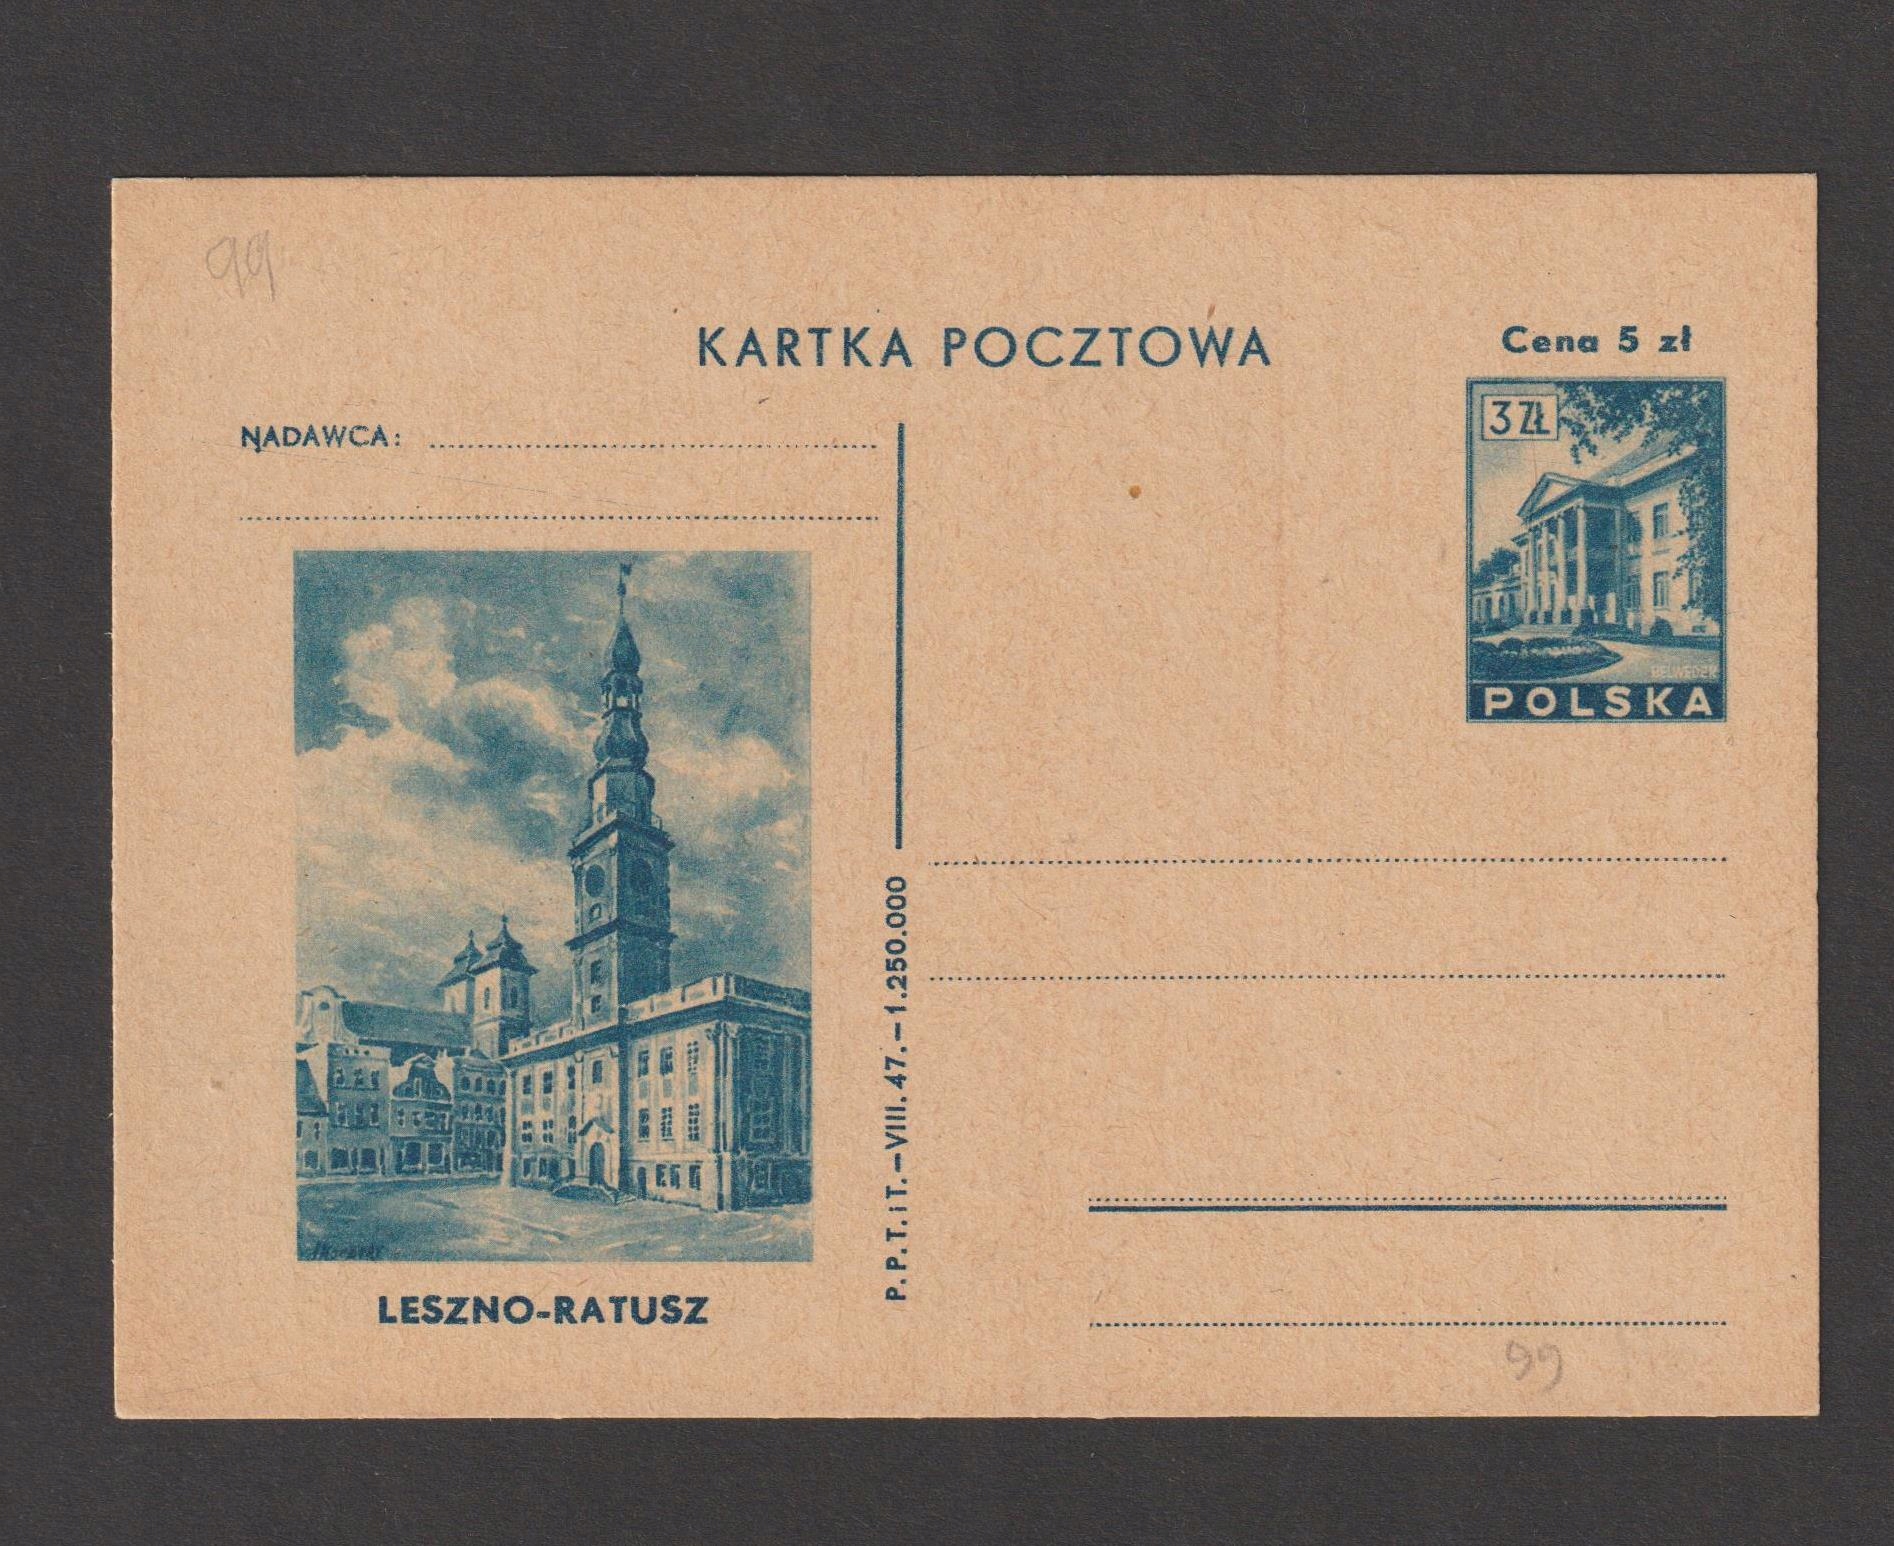 99
KARTKA POCZTOWA
Cena 5 zł
3 ZŁ
NADAWCA:
BELWEDER
POLSKA
P.P.T.iT.–VIII.47.–1.250.000
LESZNO-RATUSZ
99